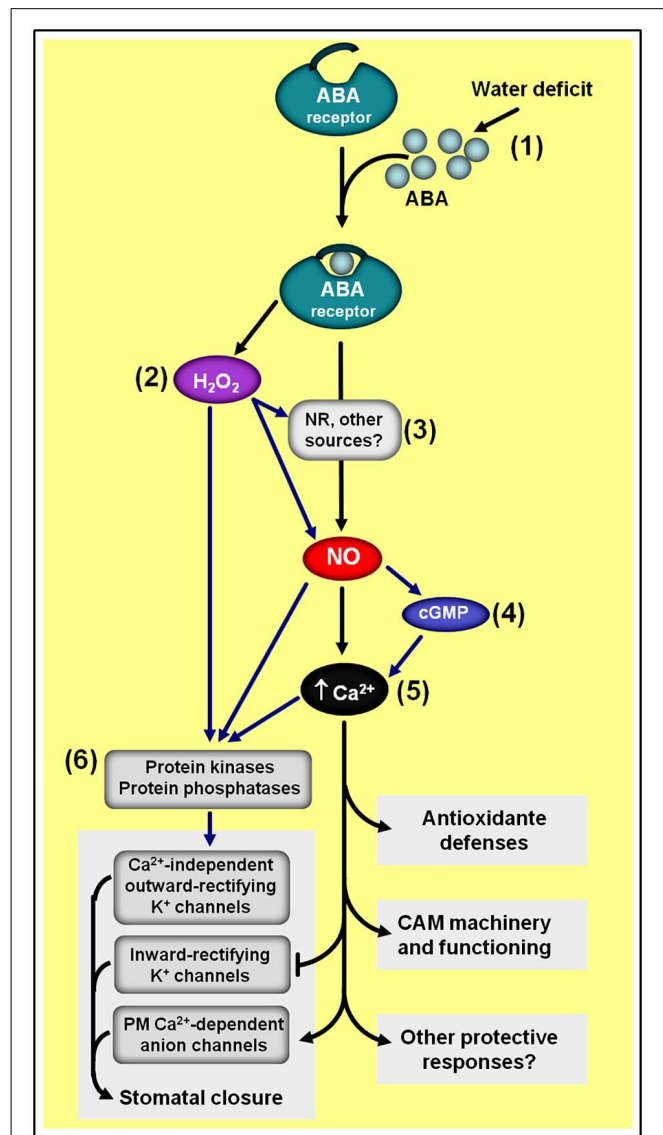 ABA
receptor
Water deficit
(1)
ABA
ABA
receptor
(2)
H₂O₂
NR, other
sources?
(3)
NO
cGMP
(4)
↑ Ca²⁺
(5)
(6)
Protein kinases
Protein phosphatases
Antioxidante
defenses
Ca²⁺-independent
outward-rectifying
K⁺ channels
CAM machinery
and functioning
Inward-rectifying
K⁺ channels
PM Ca²⁺-dependent
anion channels
Other protective
responses?
Stomatal closure